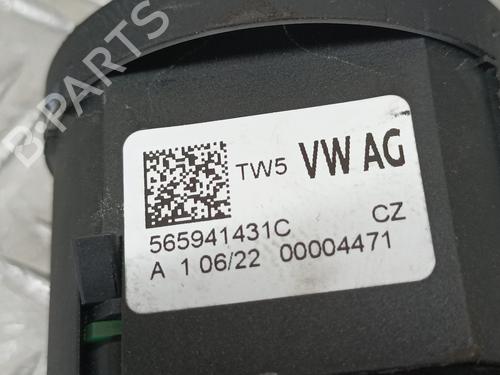 TW5 VW AG
565941431C CZ
A 1 06/22 00004471
B-PARTS